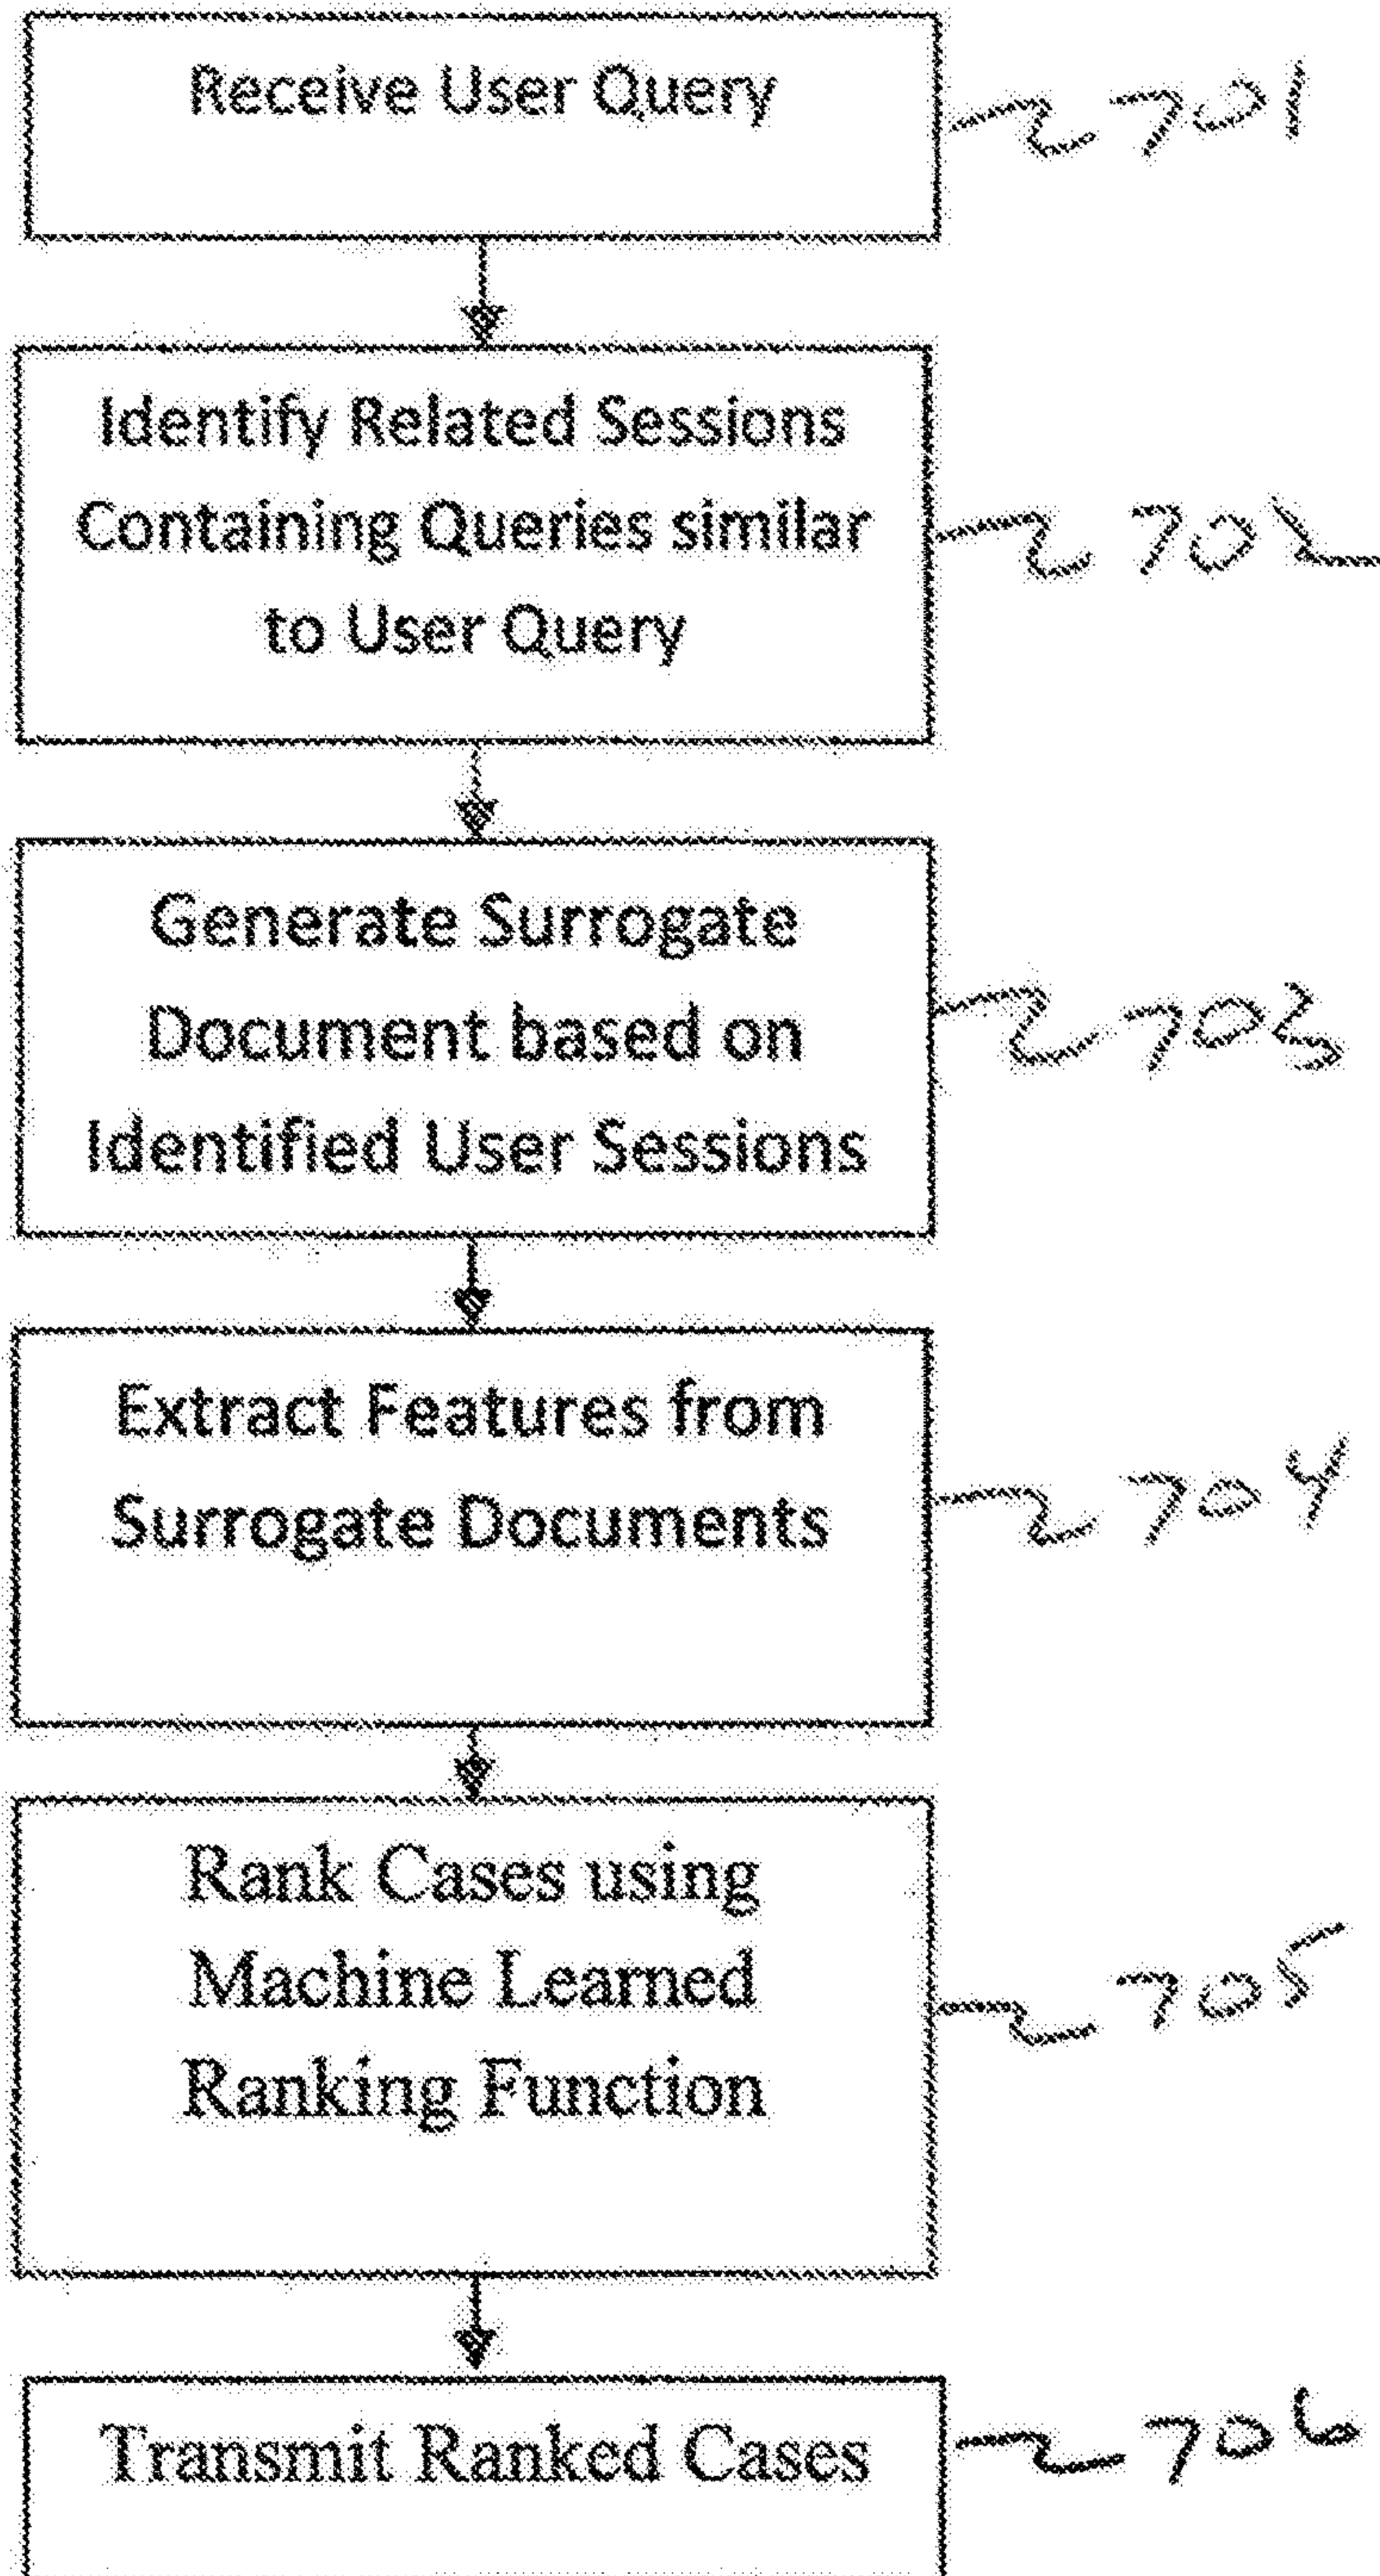 Receive User Query
701
Identify Related Sessions
Containing Queries similar
to User Query
702
Generate Surrogate
Document based on
Identified User Sessions
703
Extract Features from
Surrogate Documents
704
Rank Cases using
Machine Learned
Ranking Function
705
Transmit Ranked Cases
706